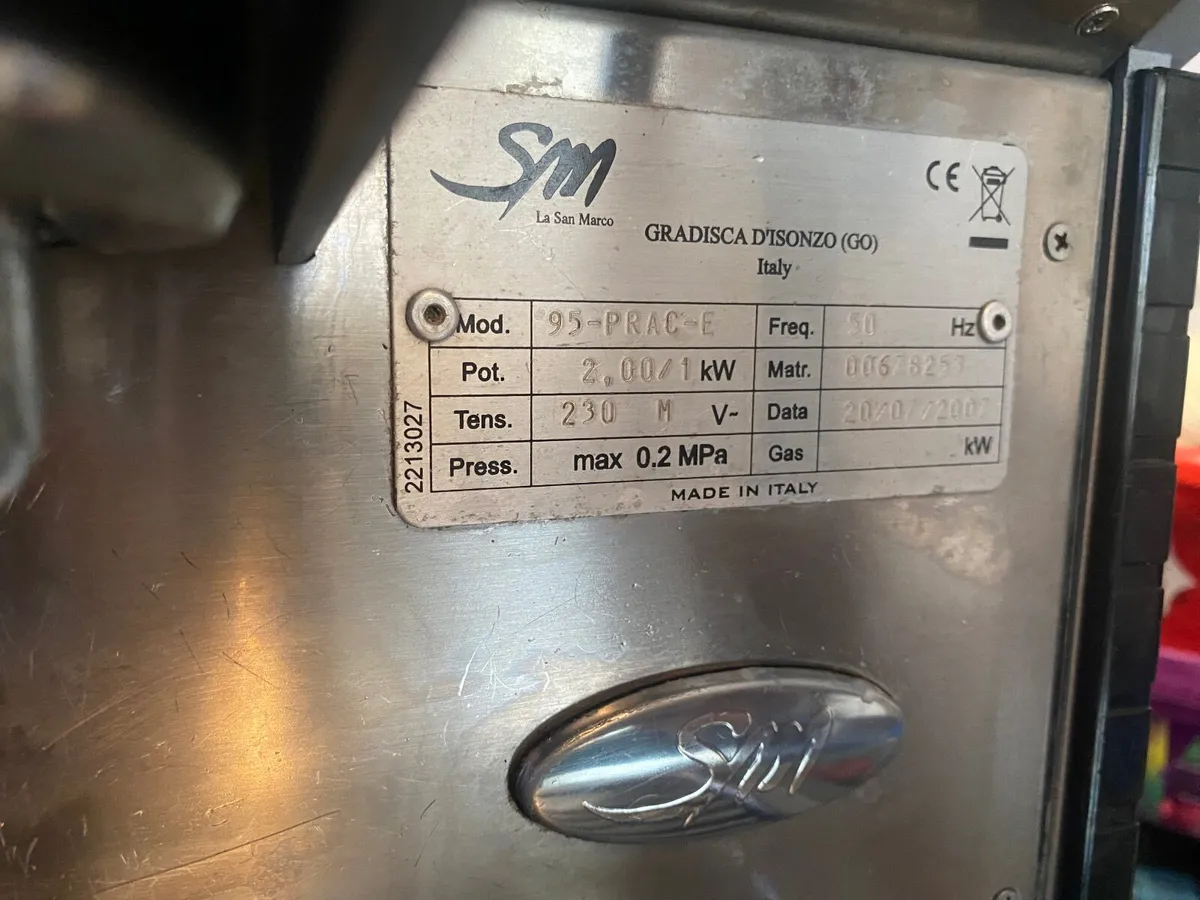 SM
La San Marco
CE
GRADISCA D'ISONZO (GO)
Italy
Mod. 95-PRAC-E Freq. 50 Hz
Pot. 2,00/1 kW Matr.
Tens. 230 M V~ Data
Press. max 0.2 MPa Gas kW
2213027
MADE IN ITALY
SM